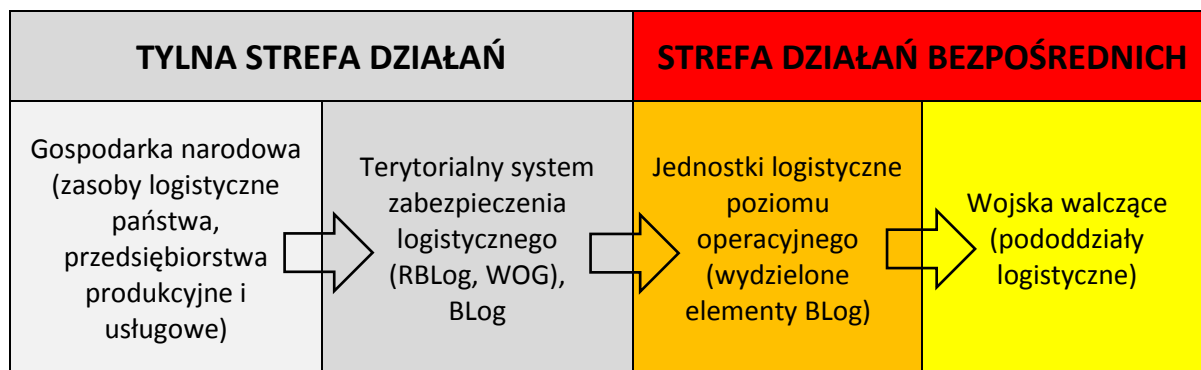 TYLNA STREFA DZIAŁAŃ
STREFA DZIAŁAŃ BEZPOŚREDNICH
Gospodarka narodowa
(zasoby logistyczne
państwa,
przedsiębiorstwa
produkcyjne i
usługowe)
Terytorialny system
zabezpieczenia
logistycznego
(RBLog, WOG),
BLog
Jednostki logistyczne
poziomu
operacyjnego
(wydzielone
elementy BLog)
Wojska walczące
(pododdziały
logistyczne)